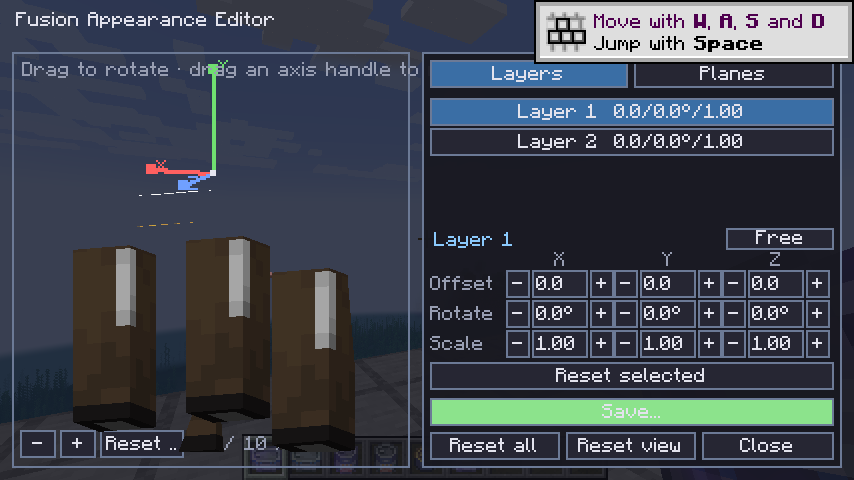 Fusion Appearance Editor
Move with W, A, S and D
Jump with Space
Drag to rotate · drag an axis handle to
Y
X
Layers
Planes
Layer 1 0.0/0.0°/1.00
Layer 2 0.0/0.0°/1.00
Layer 1
Free
X Y Z
Offset − 0.0 + − 0.0 + − 0.0 +
Rotate − 0.0° + − 0.0° + − 0.0° +
Scale − 1.00 + − 1.00 + − 1.00 +
Reset selected
Save…
− + Reset .. / 10
Reset all
Reset view
Close